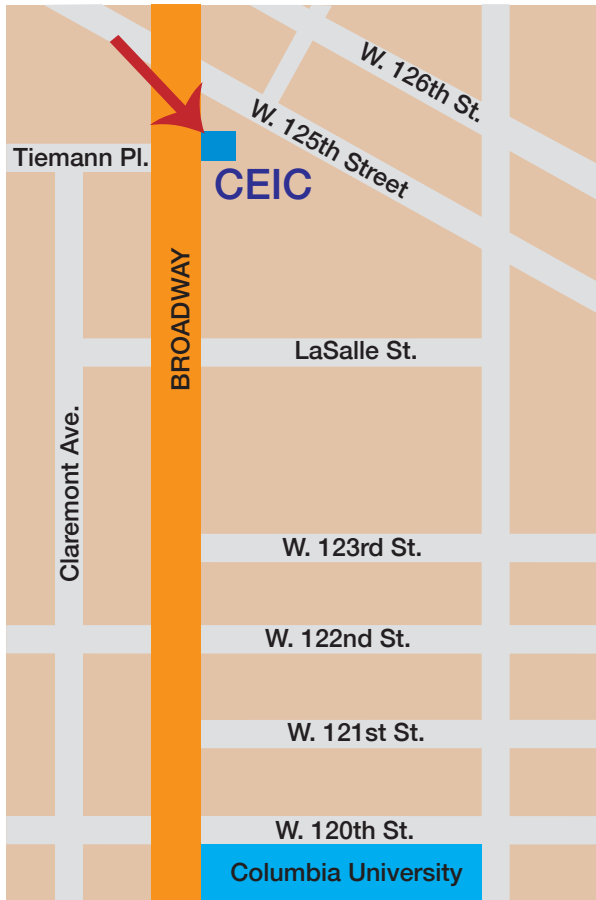 W. 126th St.
W. 125th Street
Tiemann Pl.
CEIC
BROADWAY
LaSalle St.
Claremont Ave.
W. 123rd St.
W. 122nd St.
W. 121st St.
W. 120th St.
Columbia University